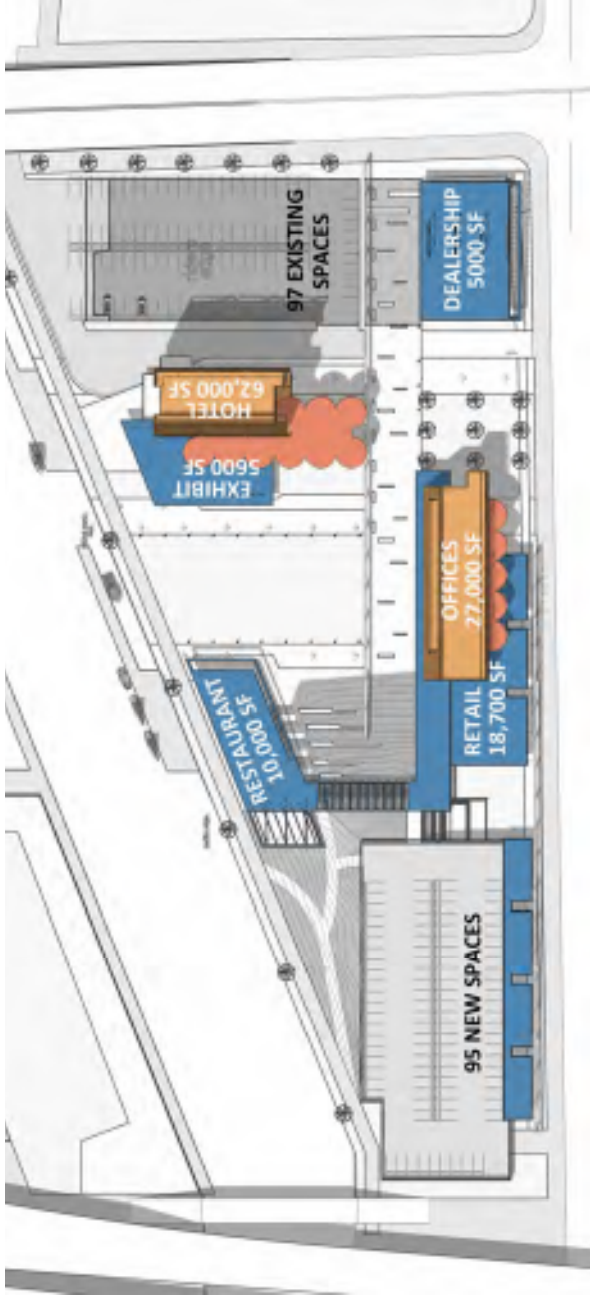 97 EXISTING
SPACES
DEALERSHIP
5000 SF
HOTEL
62,000 SF
EXHIBIT
5600 SF
OFFICES
27,000 SF
RETAIL
18,700 SF
RESTAURANT
10,000 SF
95 NEW SPACES